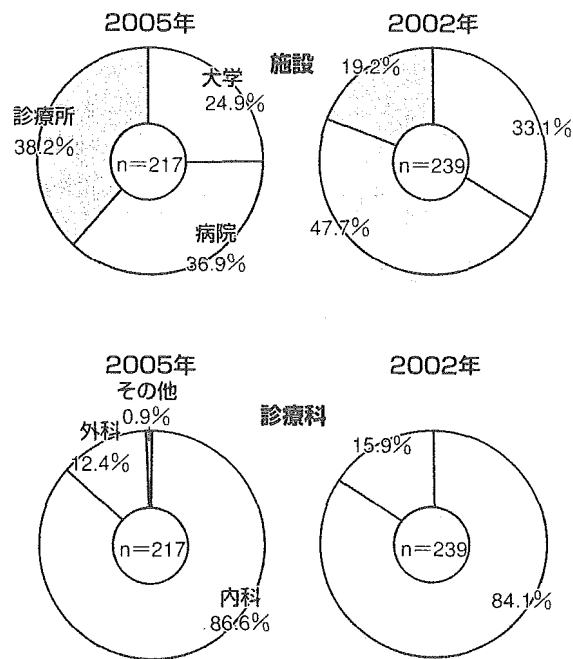 2005年
2002年
施設
大学
24.9%
診療所
38.2%
n=217
病院
36.9%
19.2%
33.1%
n=239
47.7%
2005年
2002年
その他
0.9%
診療科
外科
12.4%
n=217
内科
86.6%
15.9%
n=239
84.1%